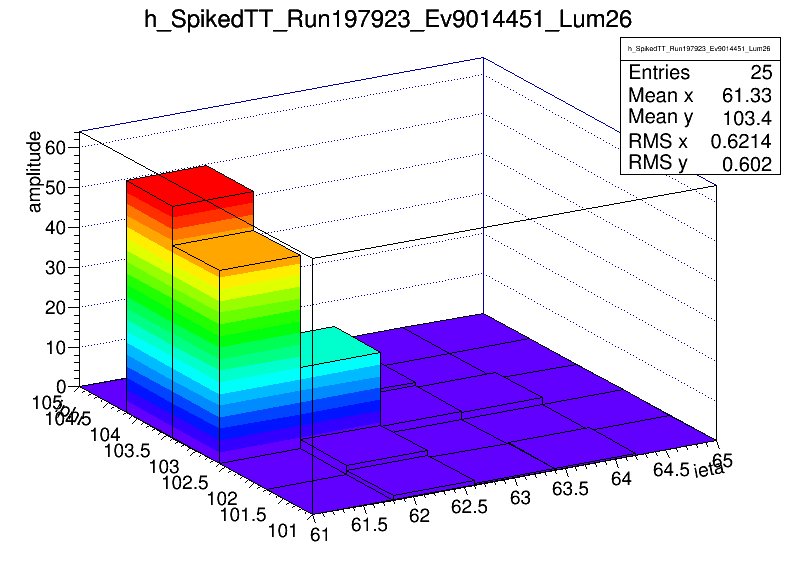 h_SpikedTT_Run197923_Ev9014451_Lum26
h_SpikedTT_Run197923_Ev9014451_Lum26
Entries 25
Mean x 61.33
Mean y 103.4
RMS x 0.6214
RMS y 0.602
amplitude
60
50
40
30
20
10
0
105
104.5
104
103.5
103
102.5
102
101.5
101
61
61.5
62
62.5
63
63.5
64
64.5
65
ieta